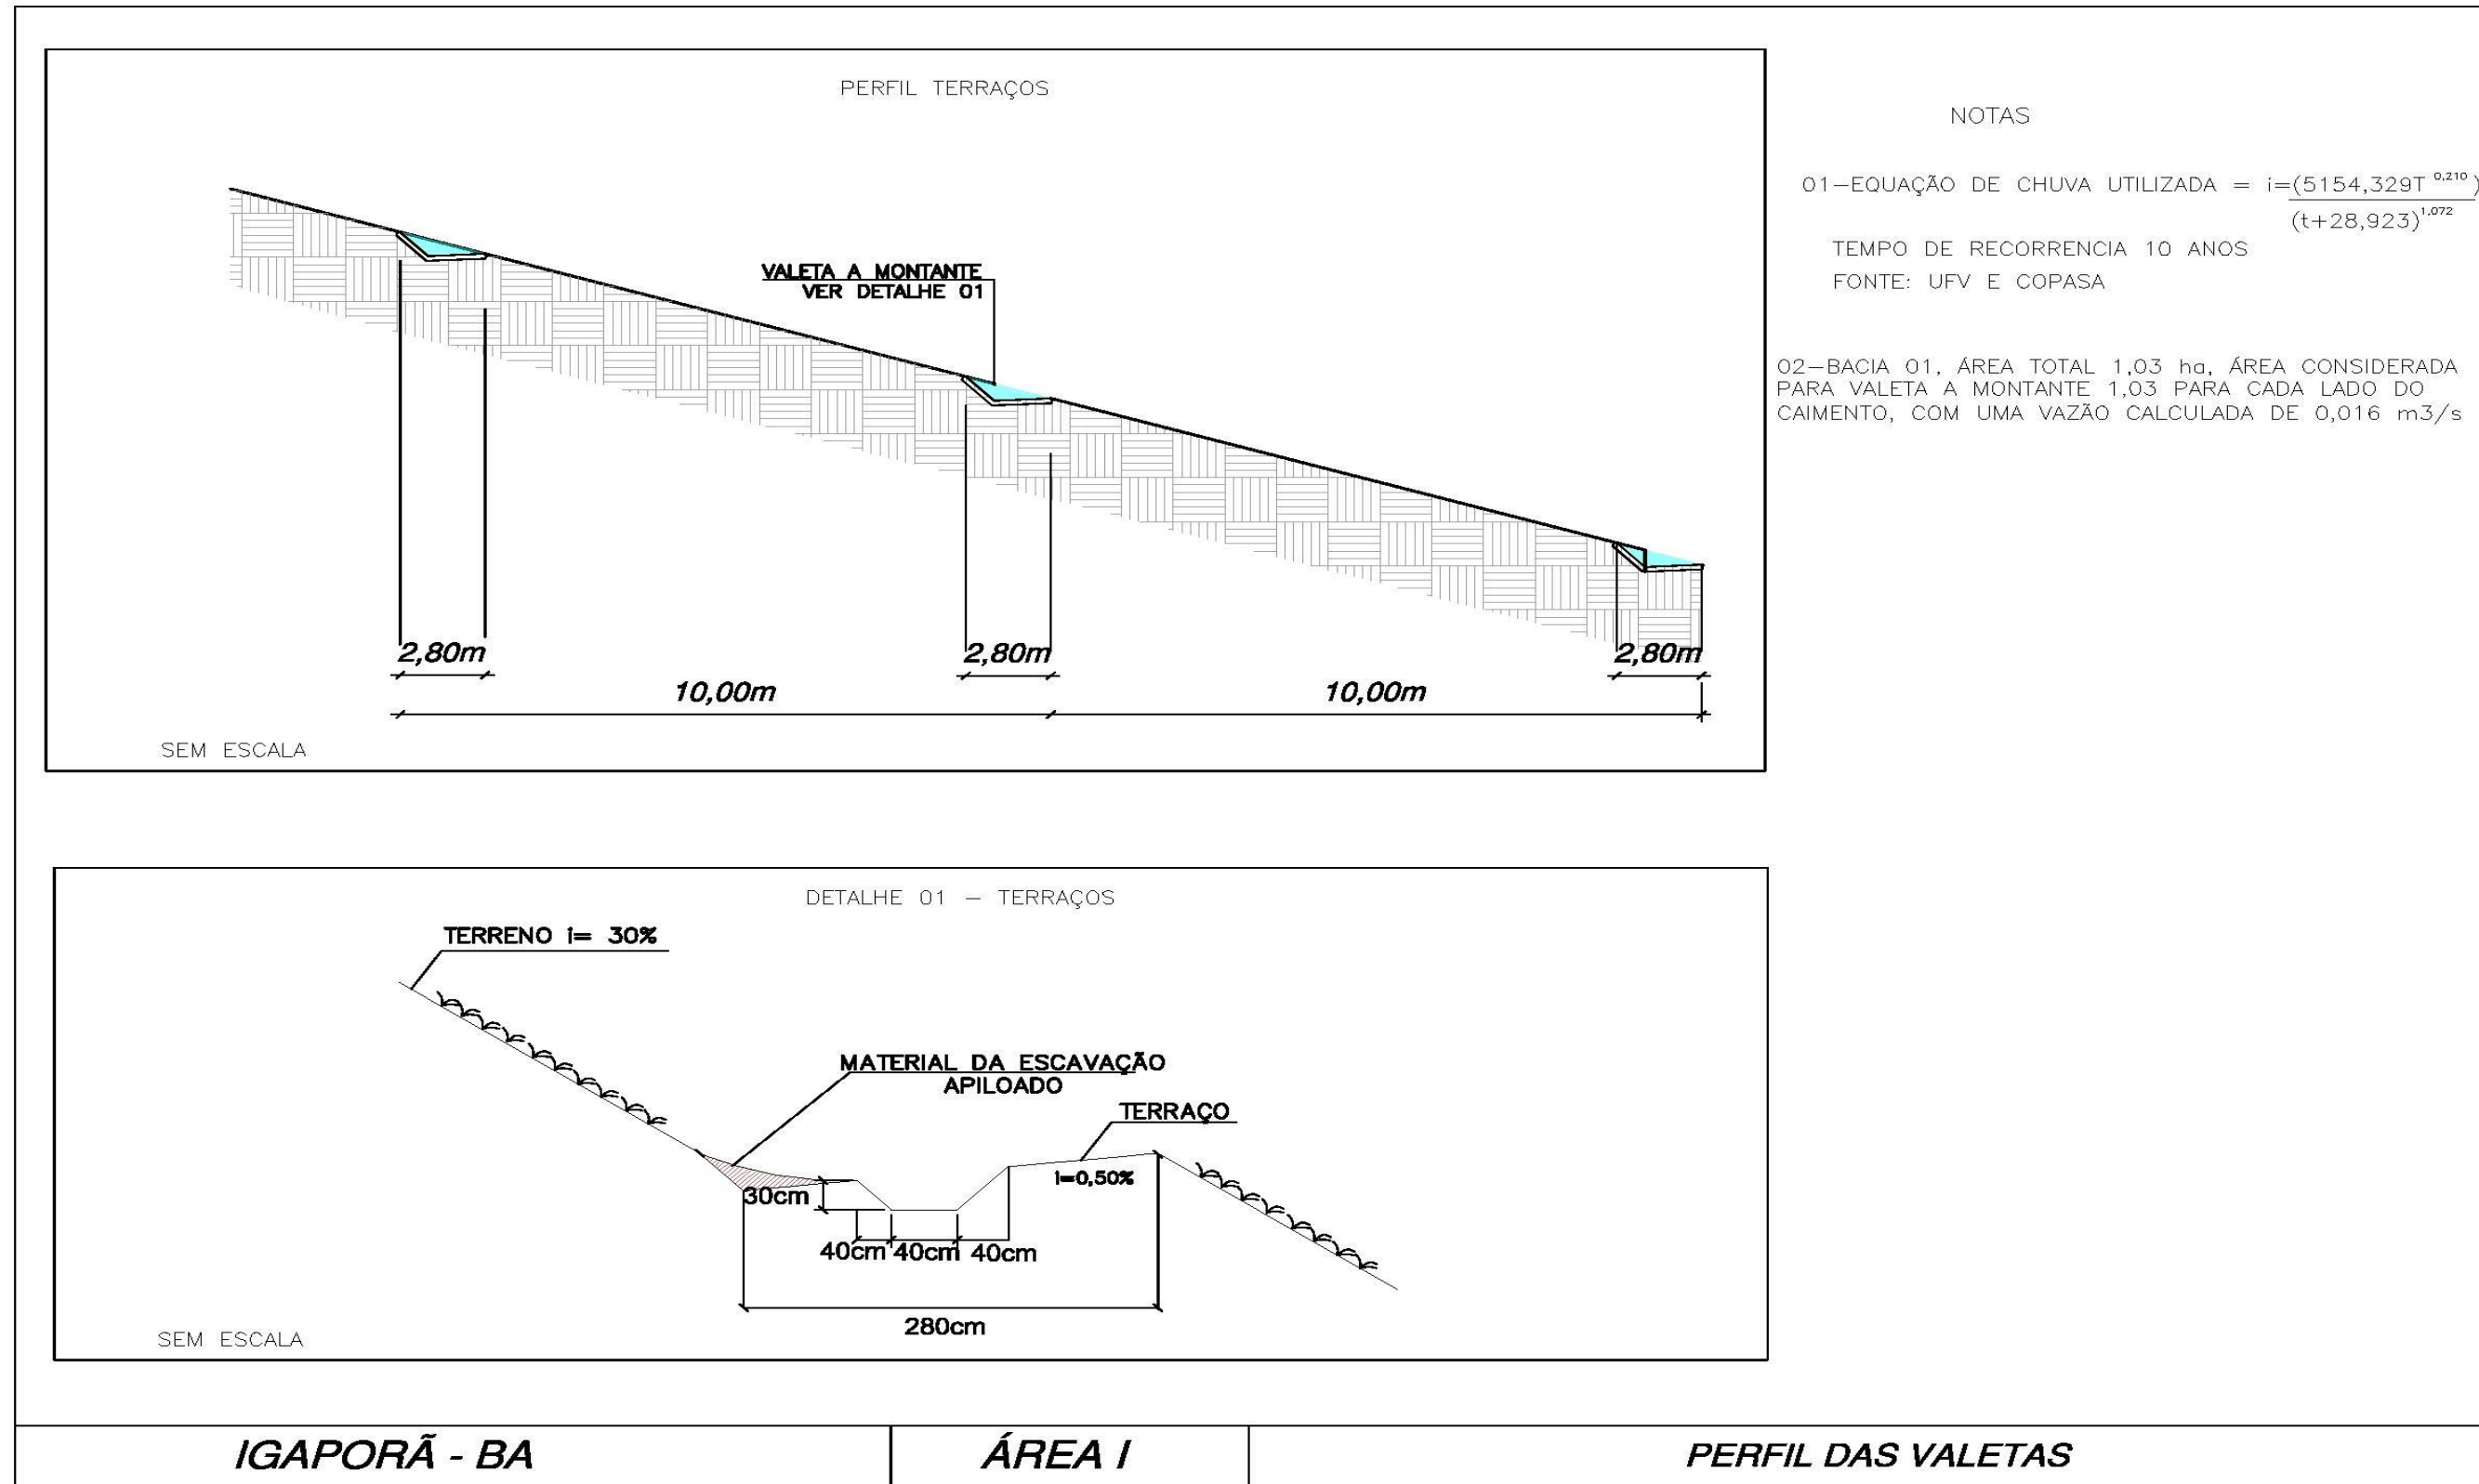 PERFIL TERRAÇOS
VALETA A MONTANTE
VER DETALHE 01
2,80m
2,80m
2,80m
10,00m
10,00m
SEM ESCALA
NOTAS
01–EQUAÇÃO DE CHUVA UTILIZADA = i=(5154,329T 0,210)
(t+28,923)1,072
TEMPO DE RECORRENCIA 10 ANOS
FONTE: UFV E COPASA
02–BACIA 01, ÁREA TOTAL 1,03 ha, ÁREA CONSIDERADA
PARA VALETA A MONTANTE 1,03 PARA CADA LADO DO
CAIMENTO, COM UMA VAZÃO CALCULADA DE 0,016 m3/s
DETALHE 01 – TERRAÇOS
TERRENO i= 30%
MATERIAL DA ESCAVAÇÃO
APILOADO
TERRAÇO
i=0,50%
30cm
40cm 40cm 40cm
280cm
SEM ESCALA
IGAPORÃ - BA
ÁREA I
PERFIL DAS VALETAS